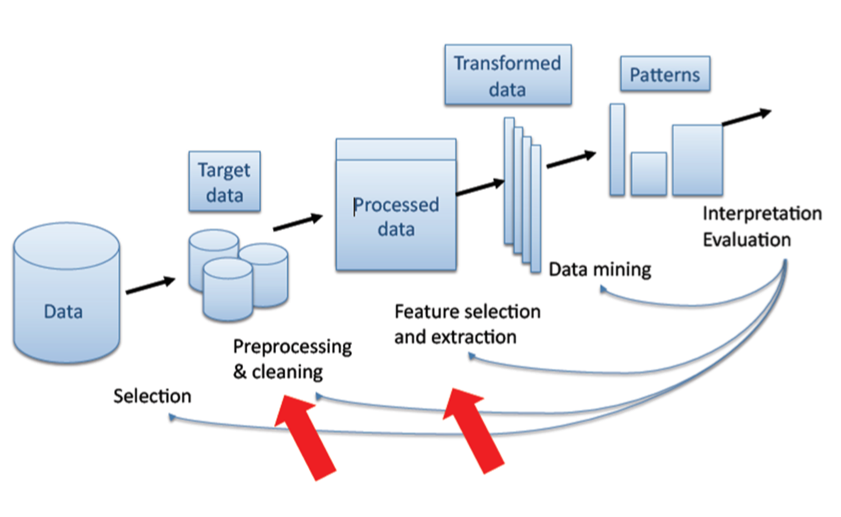 Transformed
data
Patterns
Target
data
Processed
data
Interpretation
Evaluation
Data mining
Data
Feature selection
and extraction
Preprocessing
& cleaning
Selection